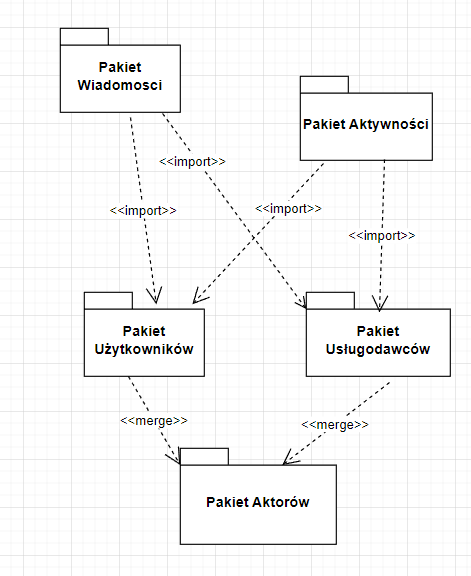 Pakiet
Wiadomosci
Pakiet Aktywności
<<import>>
<<import>>
<<import>>
<<import>>
Pakiet
Użytkowników
Pakiet
Usługodawców
<<merge>>
<<merge>>
Pakiet Aktorów